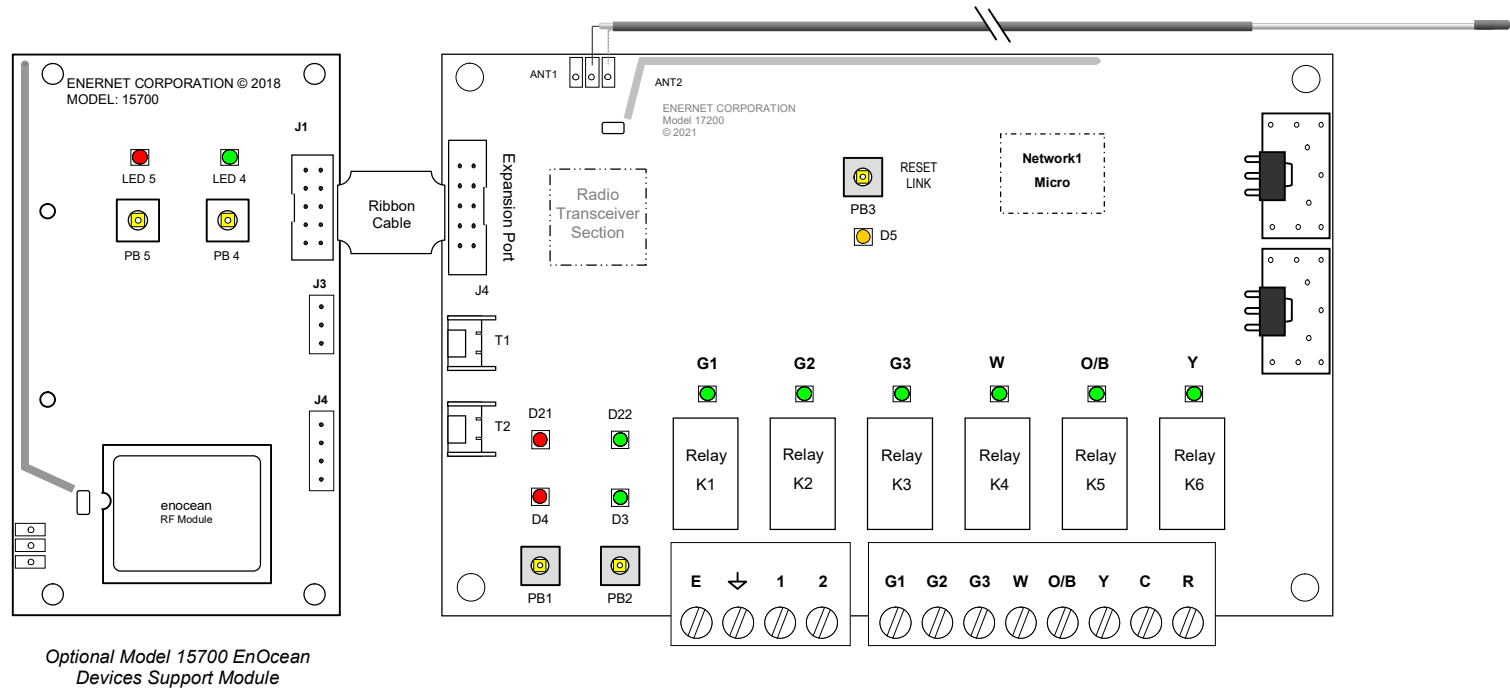 ENERNET CORPORATION © 2018
MODEL: 15700
J1
LED 5
LED 4
PB 5
PB 4
J3
J4
enocean
RF Module
Optional Model 15700 EnOcean
Devices Support Module
Ribbon
Cable
ANT1
ANT2
ENERNET CORPORATION
Model 17200
© 2021
Expansion Port
J4
Radio
Transceiver
Section
RESET
LINK
PB3
D5
Network1
Micro
T1
T2
D21
D22
D4
D3
PB1
PB2
G1 G2 G3 W O/B Y
Relay Relay Relay Relay Relay Relay
K1 K2 K3 K4 K5 K6
E 1 2
G1 G2 G3 W O/B Y C R